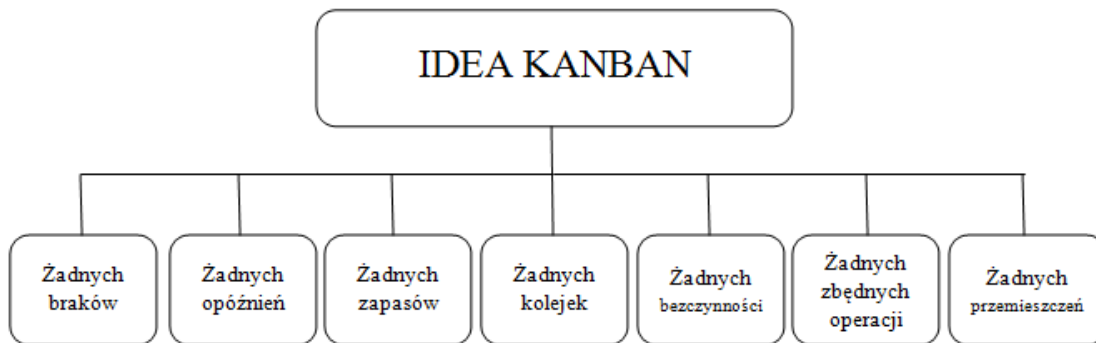 IDEA KANBAN
Żadnych
braków
Żadnych
opóźnień
Żadnych
zapasów
Żadnych
kolejek
Żadnych
bezczynności
Żadnych
zbędnych
operacji
Żadnych
przemieszczeń